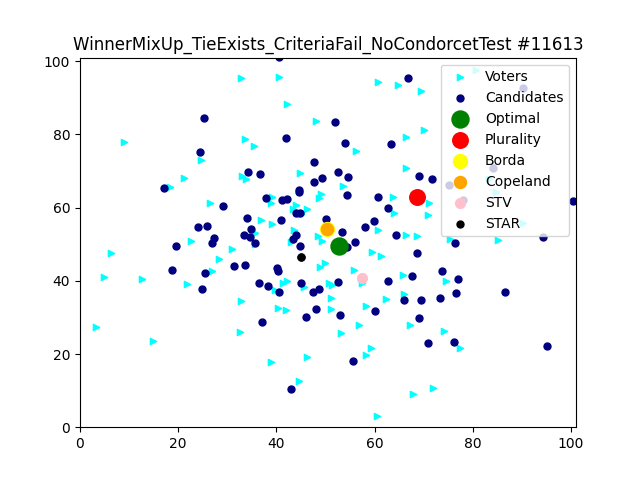 WinnerMixUp_TieExists_CriteriaFail_NoCondorcetTest #11613
100
80
60
40
20
0
0 20 40 60 80 100
Voters
Candidates
Optimal
Plurality
Borda
Copeland
STV
STAR